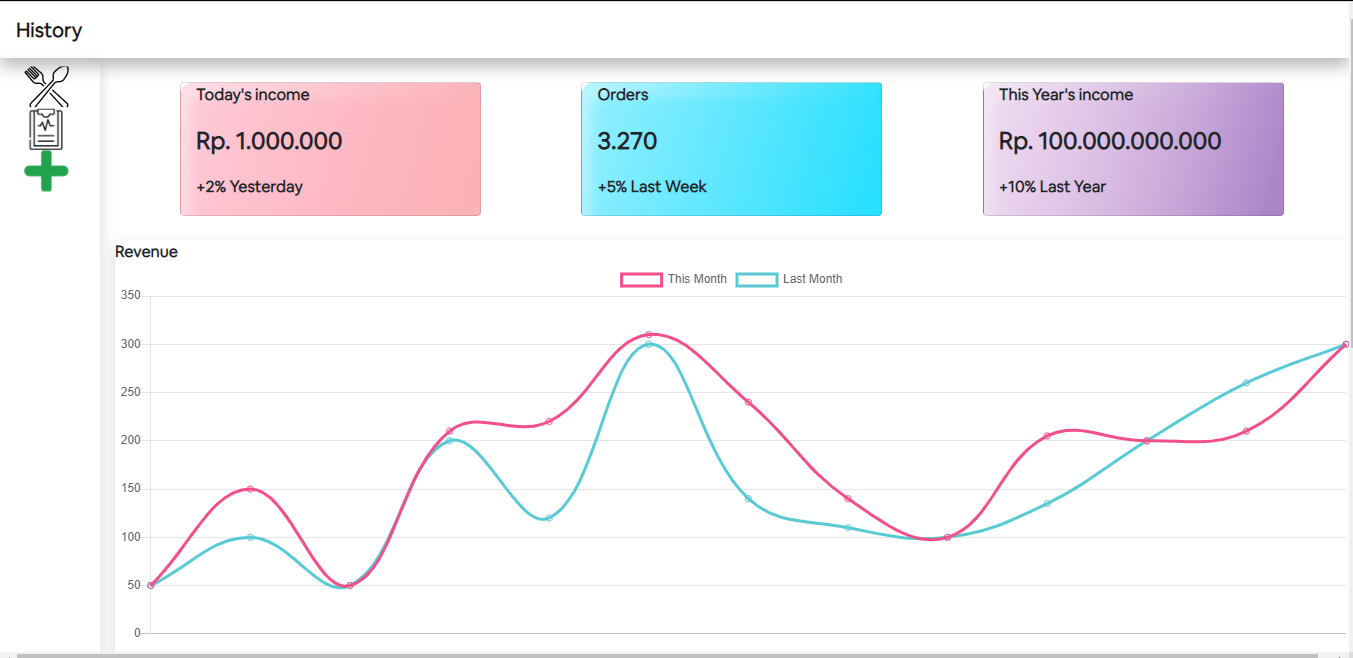 History
Today's income
Rp. 1.000.000
+2% Yesterday
Orders
3.270
+5% Last Week
This Year's income
Rp. 100.000.000.000
+10% Last Year
Revenue
This Month
Last Month
350
300
250
200
150
100
50
0